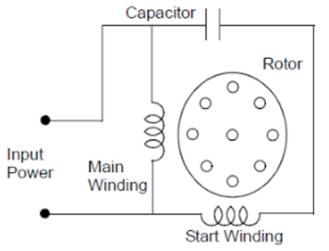 Capacitor
Rotor
Input
Power
Main
Winding
Start Winding